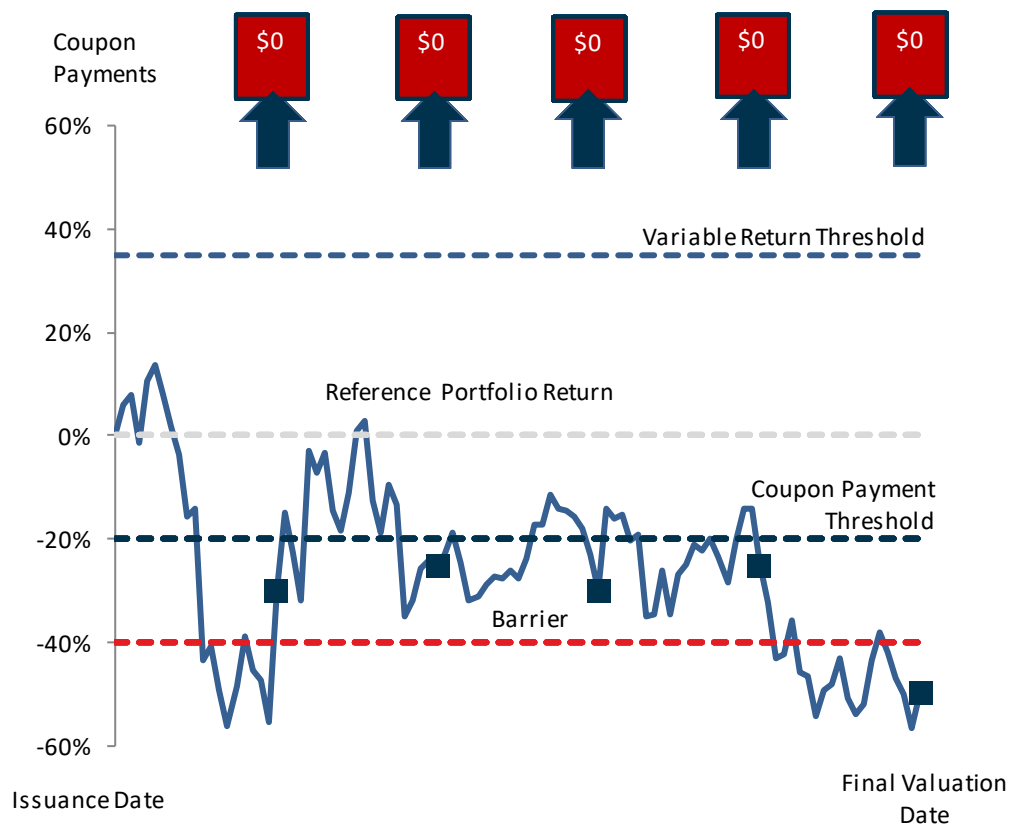 Coupon
Payments
$0
$0
$0
$0
$0
60%
40%
Variable Return Threshold
20%
Reference Portfolio Return
0%
Coupon Payment
Threshold
-20%
Barrier
-40%
-60%
Issuance Date
Final Valuation
Date